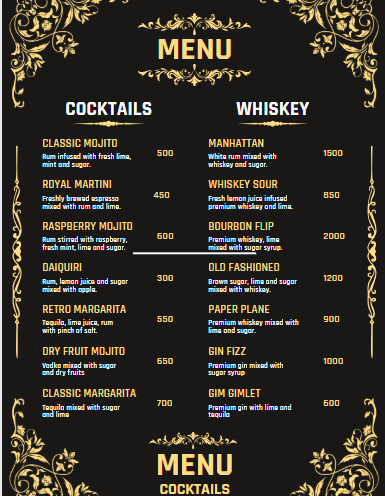 MENU
COCKTAILS
CLASSIC MOJITO 500
Rum infused with fresh lime,
mint and sugar.
ROYAL MARTINI 450
Freshly brewed espresso
mixed with rum and lime.
RASPBERRY MOJITO 600
Rum stirred with raspberry,
fresh mint, lime and sugar.
DAIQUIRI 300
Rum, lemon juice and sugar
mixed with apple.
RETRO MARGARITA 550
Tequila, lime juice, rum
with pinch of salt.
DRY FRUIT MOJITO 650
Vodka mixed with sugar
and dry fruits
CLASSIC MARGARITA 700
Tequila mixed with sugar
and lime
WHISKEY
MANHATTAN 1500
White rum mixed with
whiskey and sugar.
WHISKEY SOUR 850
Fresh lemon juice infused
premium whiskey and lime.
BOURBON FLIP 2000
Premium whiskey, lime
mixed with sugar syrup.
OLD FASHIONED 1200
Brown sugar, lime and sugar
mixed with whiskey.
PAPER PLANE 900
Premium whiskey mixed with
lime and sugar.
GIN FIZZ 1000
Premium gin mixed with
sugar syrup
GIM GIMLET 600
Premium gin with lime and
tequila
MENU
COCKTAILS